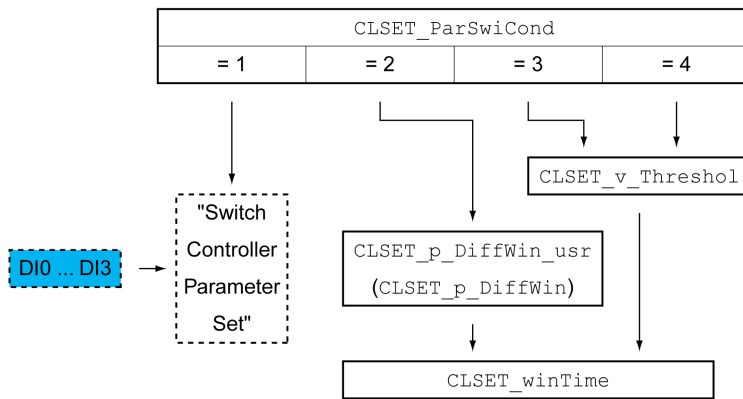 CLSET_ParSwiCond
= 1
= 2
= 3
= 4
CLSET_v_Threshol
"Switch
Controller
Parameter
Set"
DI0 ... DI3
CLSET_p_DiffWin_usr
(CLSET_p_DiffWin)
CLSET_winTime